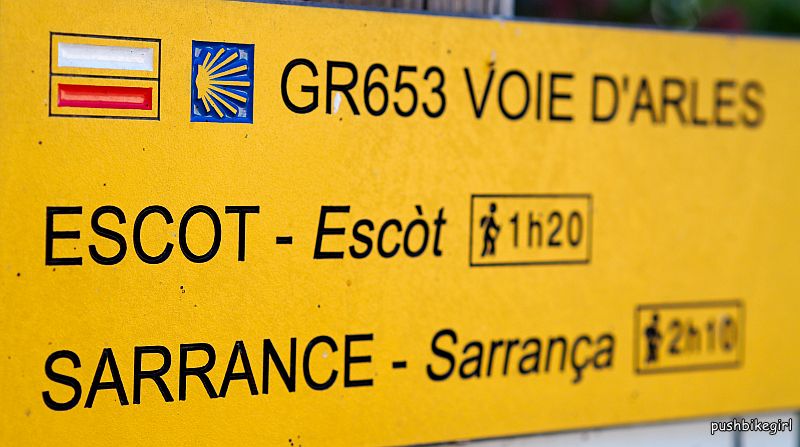 GR653 VOIE D'ARLES
ESCOT - Escòt 1h20
SARRANCE - Sarrança 2h10
pushbikegirl